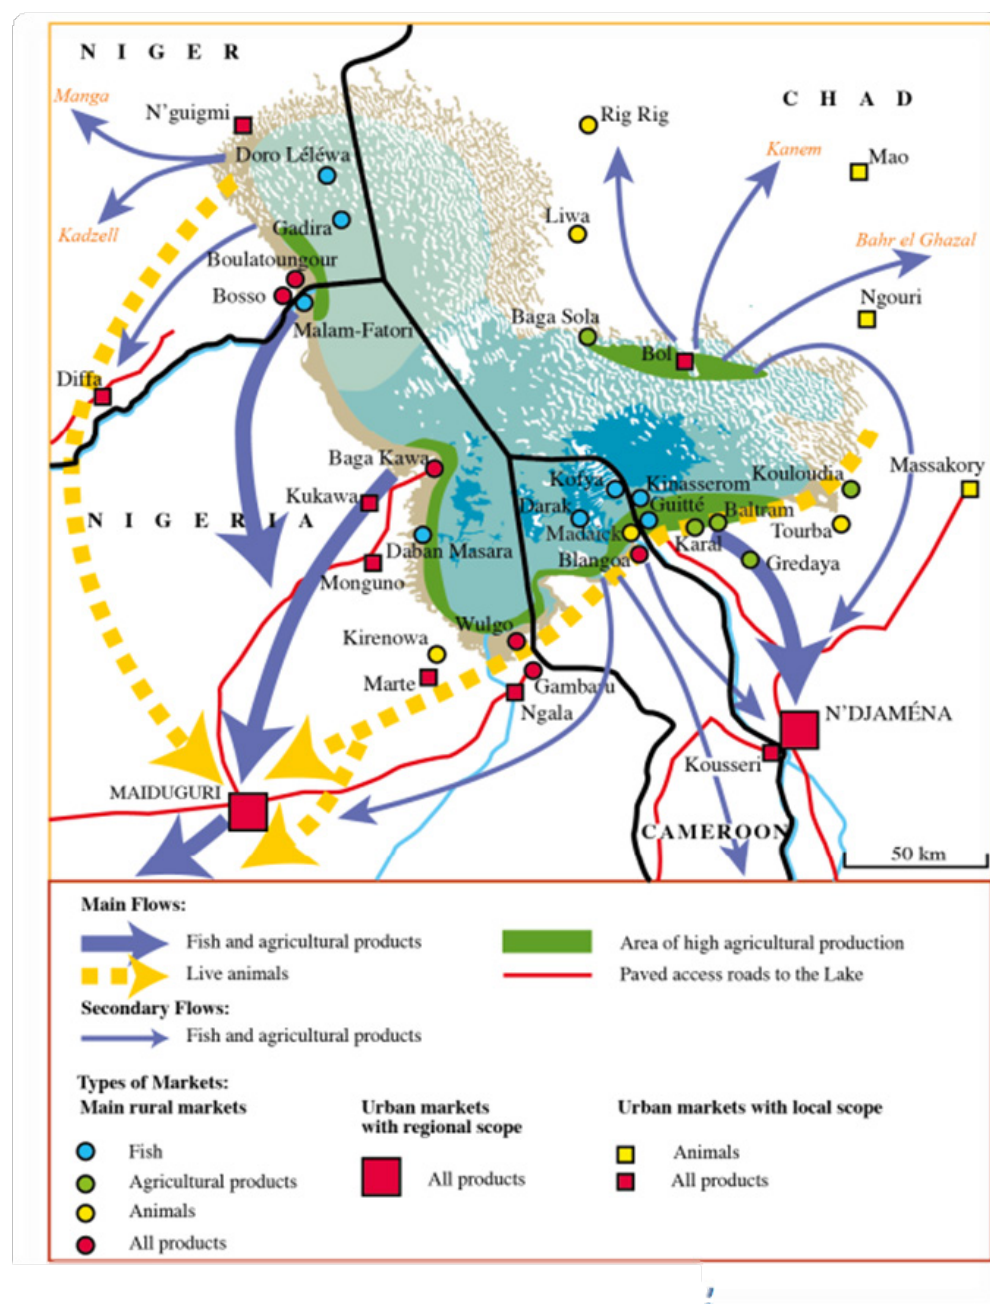 N I G E R
Manga
N'guigmi
C H A D
Rig Rig
Kanem
Mao
Doro Léléwa
Kadzell
Gadira
Liwa
Bahr el Ghazal
Boulatoungour
Bosso
Ngouri
Malam-Fatori
Baga Sola
Bol
Diffa
Baga Kawa
Kofya
Kinasserom
Kouloudia
Massakory
Kukawa
Darak
Guitté
Baltram
N I G E R I A
Madaick
Karal
Tourba
Daban Masara
Blangoa
Gredaya
Monguno
Wulgo
Kirenowa
Marte
Gambaru
Ngala
N'DJAMÉNA
Kousseri
MAIDUGURI
CAMEROON
50 km
Main Flows:
Fish and agricultural products
Area of high agricultural production
Live animals
Paved access roads to the Lake
Secondary Flows:
Fish and agricultural products
Types of Markets:
Main rural markets
Urban markets
with regional scope
Urban markets with local scope
Fish
Agricultural products
Animals
All products
All products
Animals
All products